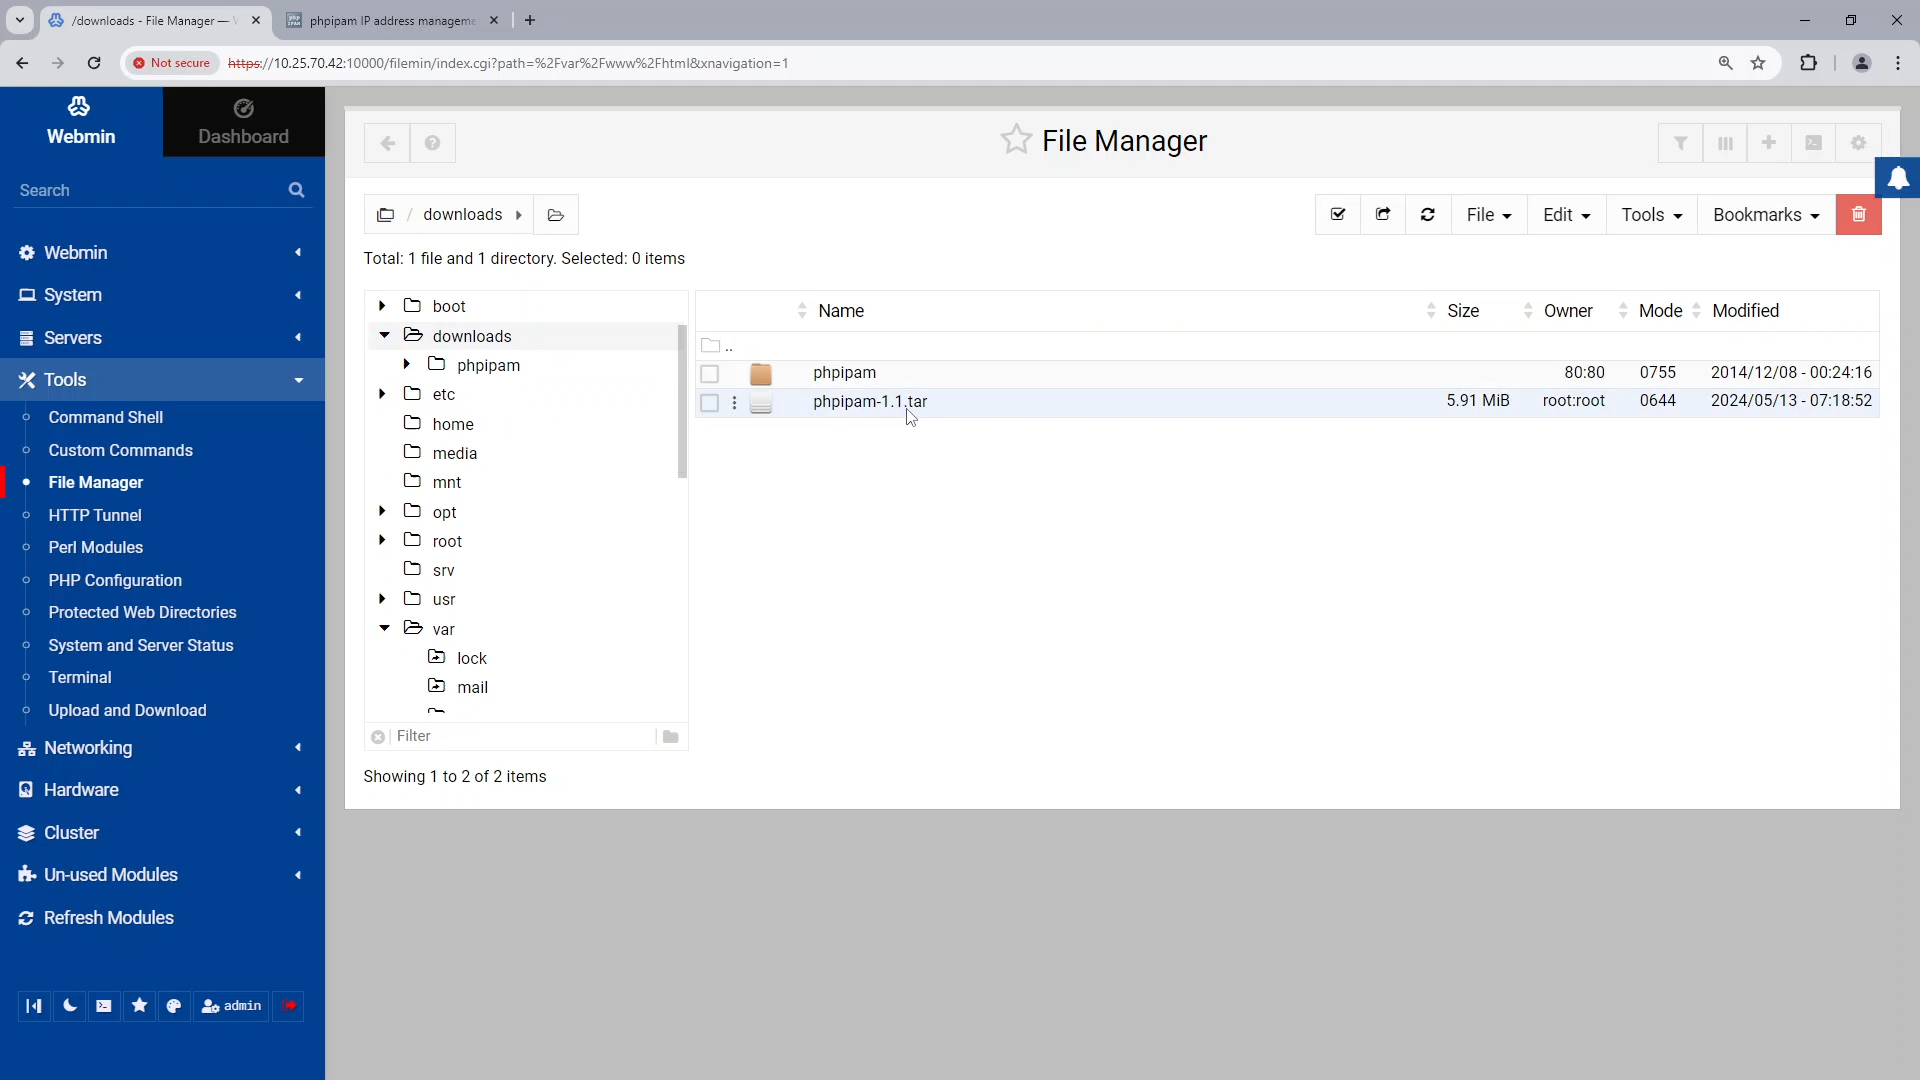 /downloads - File Manager —
phpipam IP address manageme
Not secure
https://10.25.70.42:10000/filemin/index.cgi?path=%2Fvar%2Fwww%2Fhtml&xnavigation=1
Webmin
Dashboard
Search
Webmin
System
Servers
Tools
Command Shell
Custom Commands
File Manager
HTTP Tunnel
Perl Modules
PHP Configuration
Protected Web Directories
System and Server Status
Terminal
Upload and Download
Networking
Hardware
Cluster
Un-used Modules
Refresh Modules
admin
File Manager
/ downloads
File
Edit
Tools
Bookmarks
Total: 1 file and 1 directory. Selected: 0 items
boot
downloads
phpipam
etc
home
media
mnt
opt
root
srv
usr
var
lock
mail
Filter
Name Size Owner Mode Modified
..
phpipam 80:80 0755 2014/12/08 - 00:24:16
phpipam-1.1.tar 5.91 MiB root:root 0644 2024/05/13 - 07:18:52
Showing 1 to 2 of 2 items